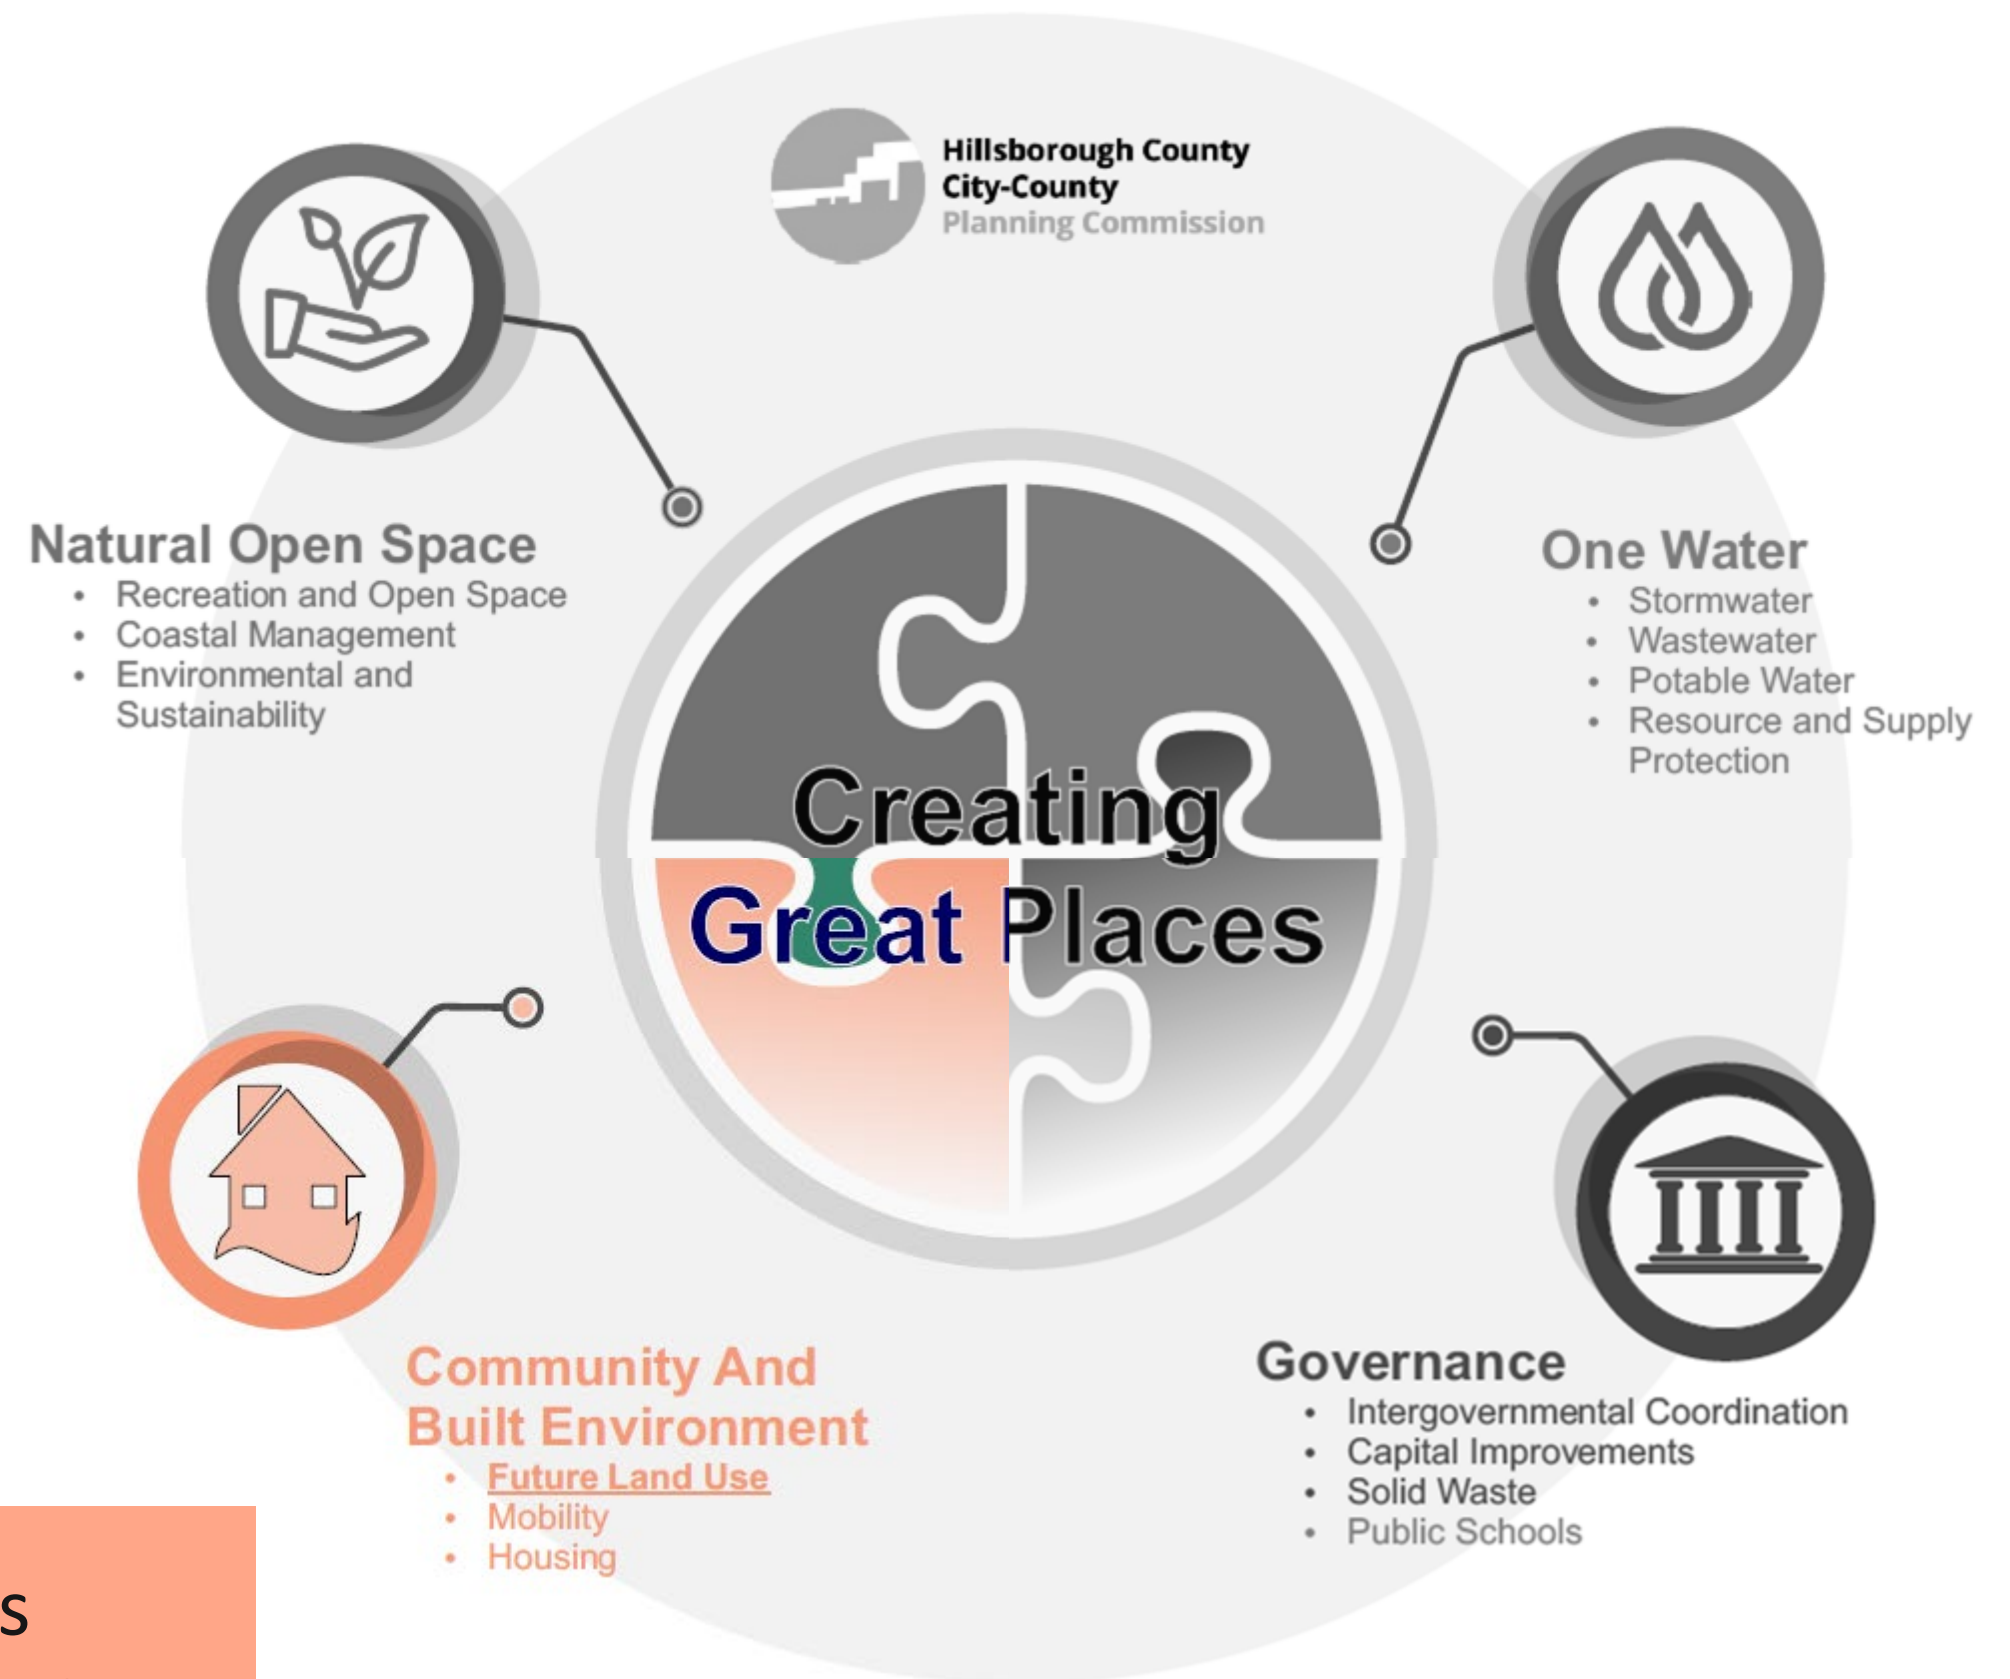 Hillsborough County
City-County
Planning Commission
Natural Open Space
• Recreation and Open Space
• Coastal Management
• Environmental and
Sustainability
One Water
• Stormwater
• Wastewater
• Potable Water
• Resource and Supply
Protection
Creating
Great Places
Community And
Built Environment
• Future Land Use
• Mobility
• Housing
Governance
• Intergovernmental Coordination
• Capital Improvements
• Solid Waste
• Public Schools
s